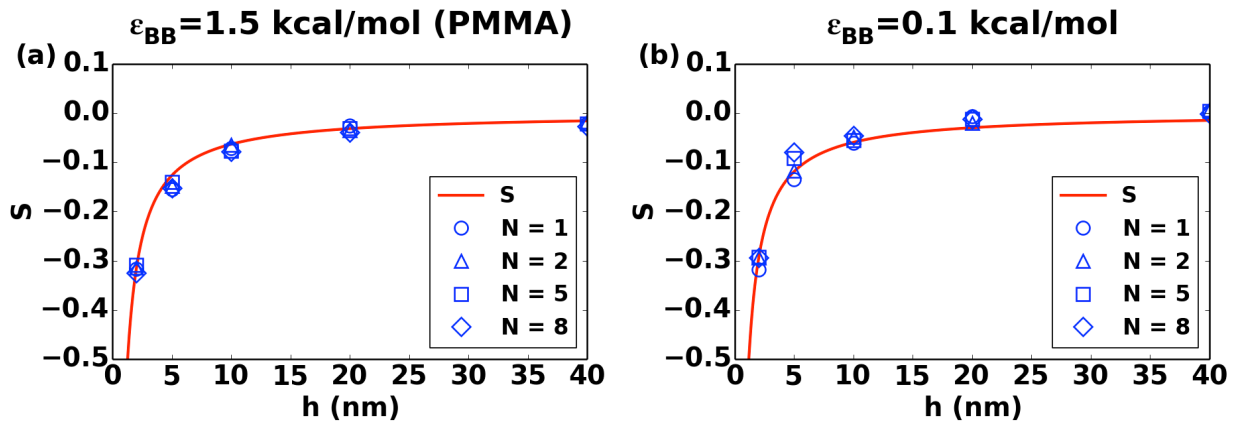 εBB=1.5 kcal/mol (PMMA)
(a)
0.1
0.0
−0.1
−0.2
−0.3
−0.4
−0.5
S
0 5 10 15 20 25 30 35 40
h (nm)
S
N = 1
N = 2
N = 5
N = 8
εBB=0.1 kcal/mol
(b)
0.1
0.0
−0.1
−0.2
−0.3
−0.4
−0.5
S
0 5 10 15 20 25 30 35 40
h (nm)
S
N = 1
N = 2
N = 5
N = 8